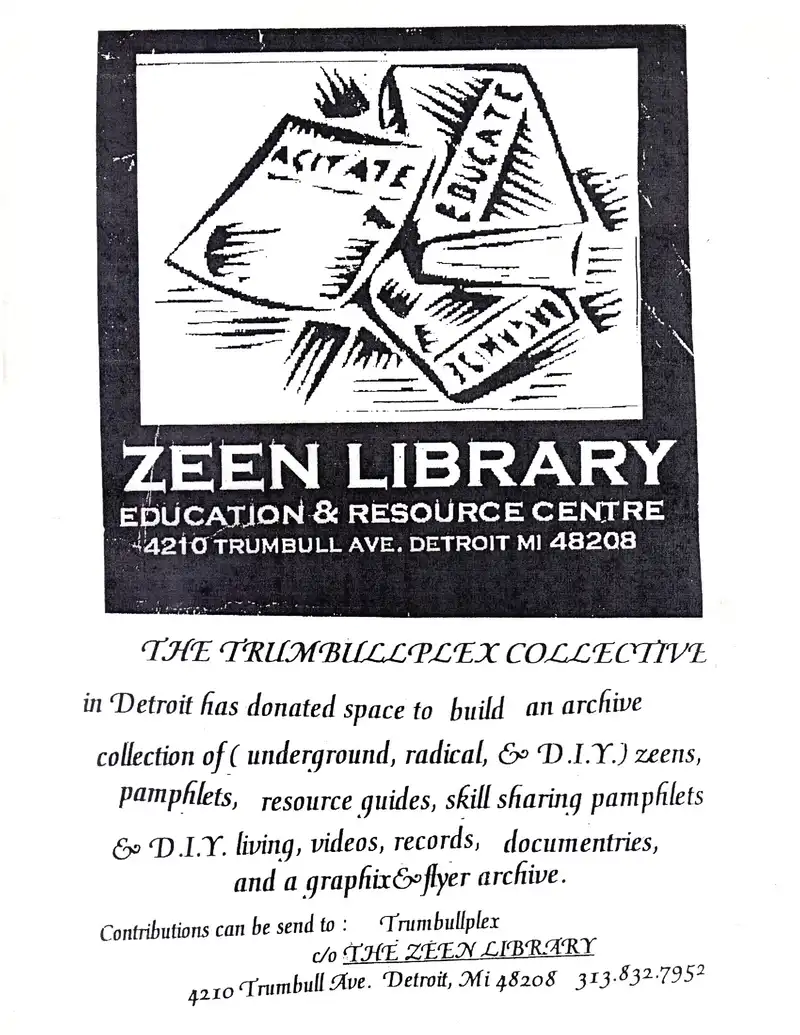 AGITATE
EDUCATE
ORGANISE
ZEEN LIBRARY
EDUCATION & RESOURCE CENTRE
4210 TRUMBULL AVE. DETROIT MI 48208
THE TRUMBULLPLEX COLLECTIVE
in Detroit has donated space to build an archive
collection of ( underground, radical, & D.I.Y.) zeens,
pamphlets, resource guides, skill sharing pamphlets
& D.I.Y. living, videos, records, documentries,
and a graphix&flyer archive.
Contributions can be send to : Trumbullplex
c/o THE ZEEN LIBRARY
4210 Trumbull Ave. Detroit, Mi 48208 313.832.7952